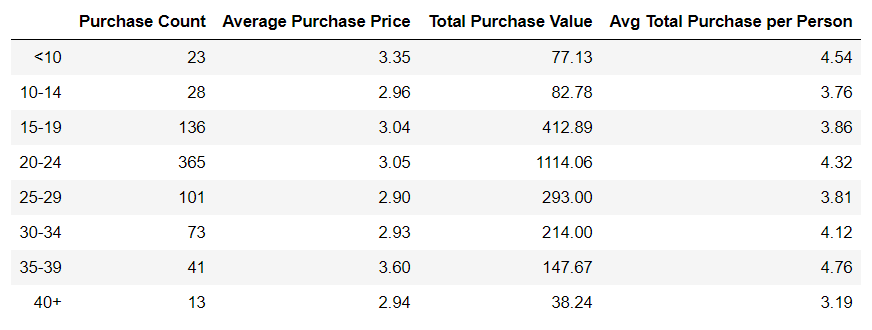 Purchase Count Average Purchase Price Total Purchase Value Avg Total Purchase per Person
<10 23 3.35 77.13 4.54
10-14 28 2.96 82.78 3.76
15-19 136 3.04 412.89 3.86
20-24 365 3.05 1114.06 4.32
25-29 101 2.90 293.00 3.81
30-34 73 2.93 214.00 4.12
35-39 41 3.60 147.67 4.76
40+ 13 2.94 38.24 3.19